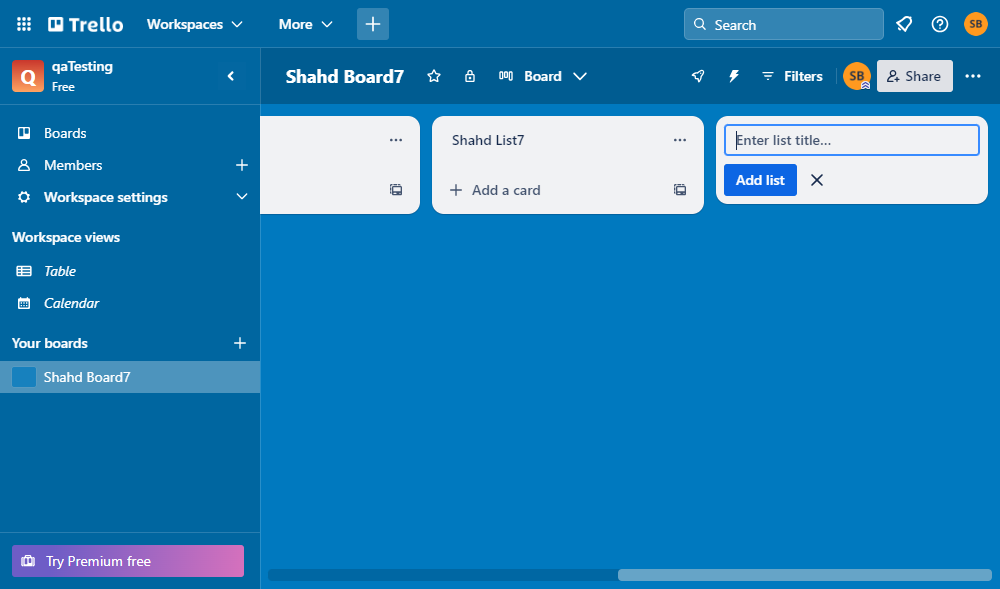 Trello
Workspaces
More
Search
SB
Q
qaTesting
Free
Shahd Board7
Board
Filters
SB
Share
Boards
Members
Workspace settings
Workspace views
Table
Calendar
Your boards
Shahd Board7
Try Premium free
Shahd List7
Add a card
Enter list title...
Add list